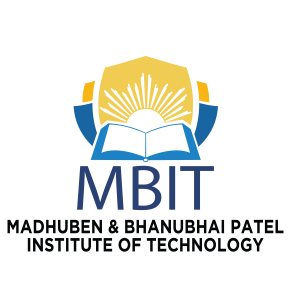 MBIT
MADHUBEN & BHANUBHAI PATEL
INSTITUTE OF TECHNOLOGY